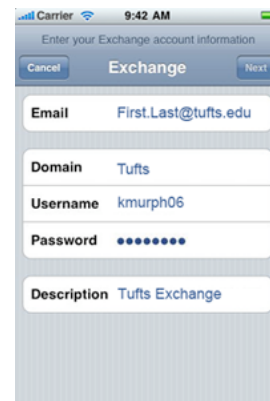 Carrier 9:42 AM
Enter your Exchange account information
Cancel Exchange Next
Email First.Last@tufts.edu
Domain Tufts
Username kmurph06
Password ••••••••
Description Tufts Exchange